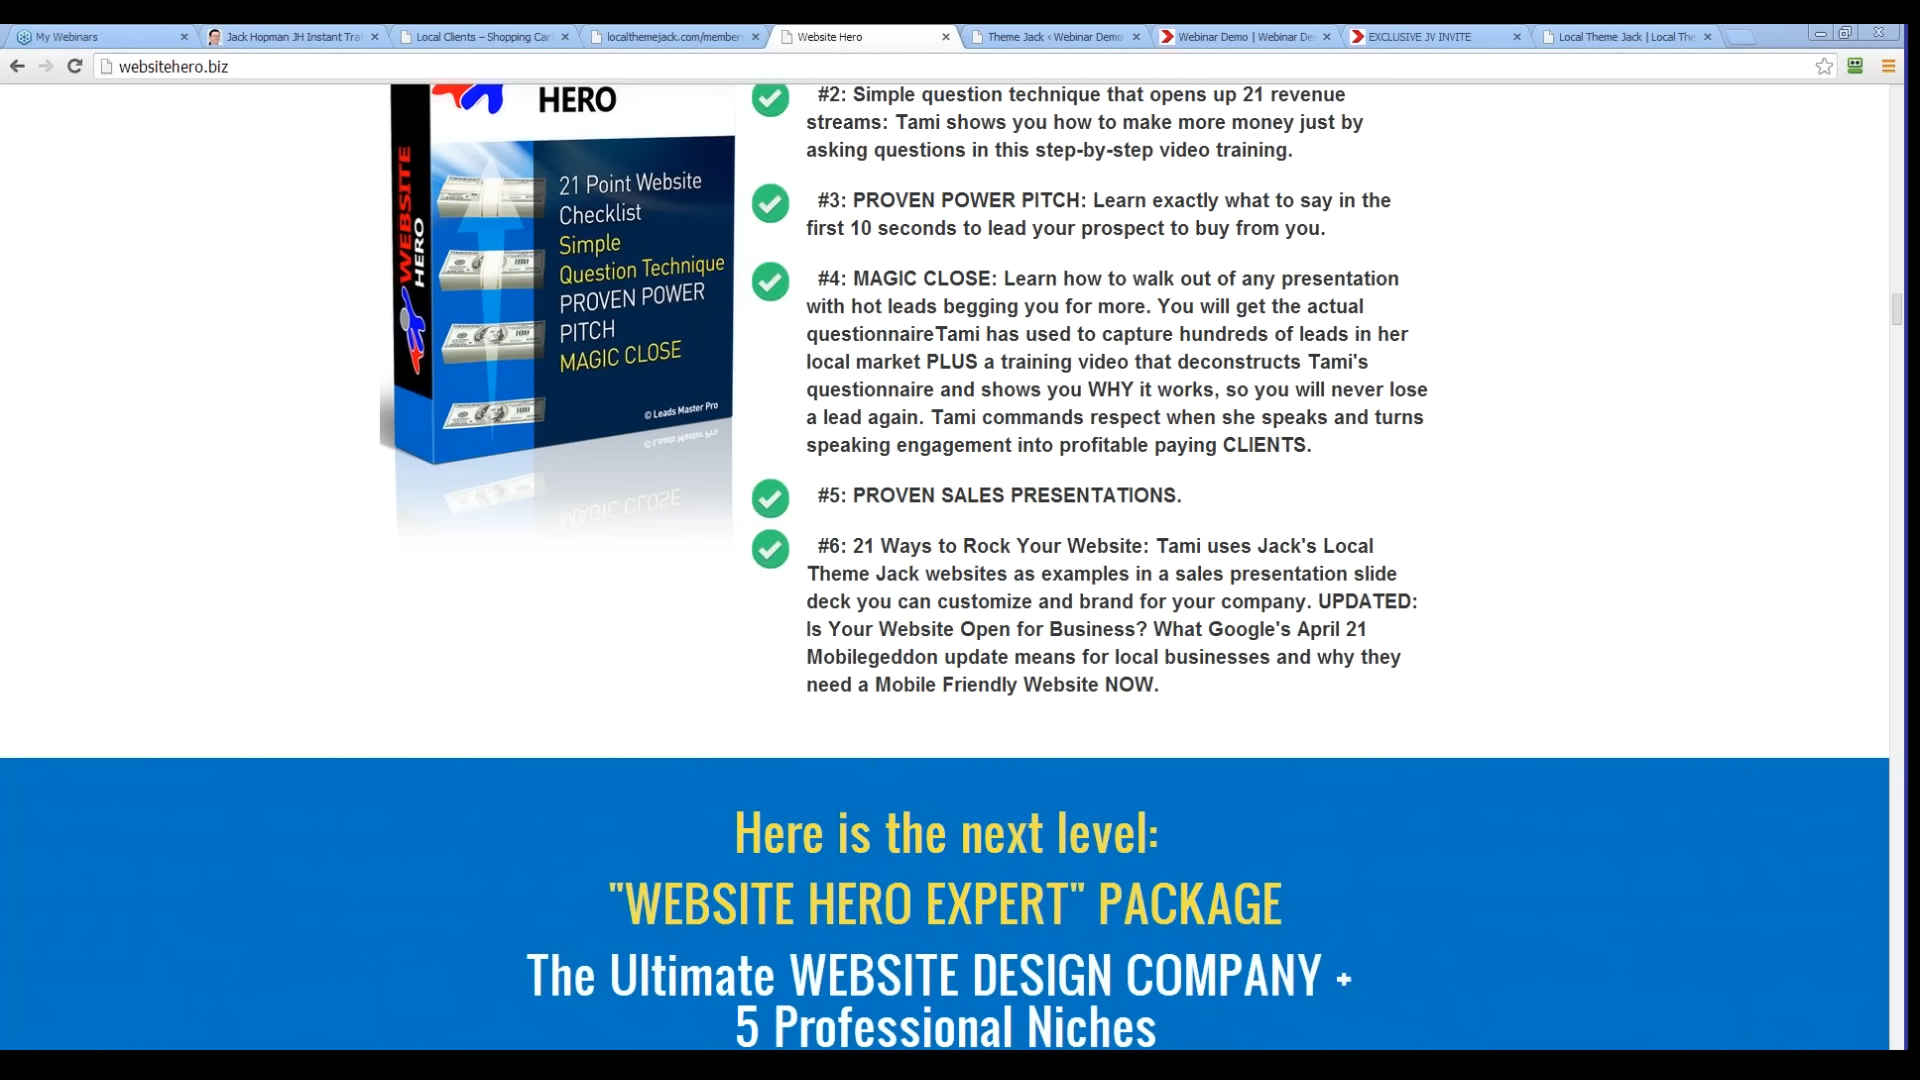 My Webinars
Jack Hopman JH Instant Tra
Local Clients – Shopping Car
localthemejack.com/member
Website Hero
Theme Jack ‹ Webinar Demo
Webinar Demo | Webinar De
EXCLUSIVE JV INVITE
Local Theme Jack | Local The
websitehero.biz
HERO
WEBSITE
HERO
21 Point Website
Checklist
Simple
Question Technique
PROVEN POWER
PITCH
MAGIC CLOSE
© Leads Master Pro
#2: Simple question technique that opens up 21 revenue
streams: Tami shows you how to make more money just by
asking questions in this step-by-step video training.
#3: PROVEN POWER PITCH: Learn exactly what to say in the
first 10 seconds to lead your prospect to buy from you.
#4: MAGIC CLOSE: Learn how to walk out of any presentation
with hot leads begging you for more. You will get the actual
questionnaireTami has used to capture hundreds of leads in her
local market PLUS a training video that deconstructs Tami's
questionnaire and shows you WHY it works, so you will never lose
a lead again. Tami commands respect when she speaks and turns
speaking engagement into profitable paying CLIENTS.
#5: PROVEN SALES PRESENTATIONS.
#6: 21 Ways to Rock Your Website: Tami uses Jack's Local
Theme Jack websites as examples in a sales presentation slide
deck you can customize and brand for your company. UPDATED:
Is Your Website Open for Business? What Google's April 21
Mobilegeddon update means for local businesses and why they
need a Mobile Friendly Website NOW.
Here is the next level:
"WEBSITE HERO EXPERT" PACKAGE
The Ultimate WEBSITE DESIGN COMPANY +
5 Professional Niches